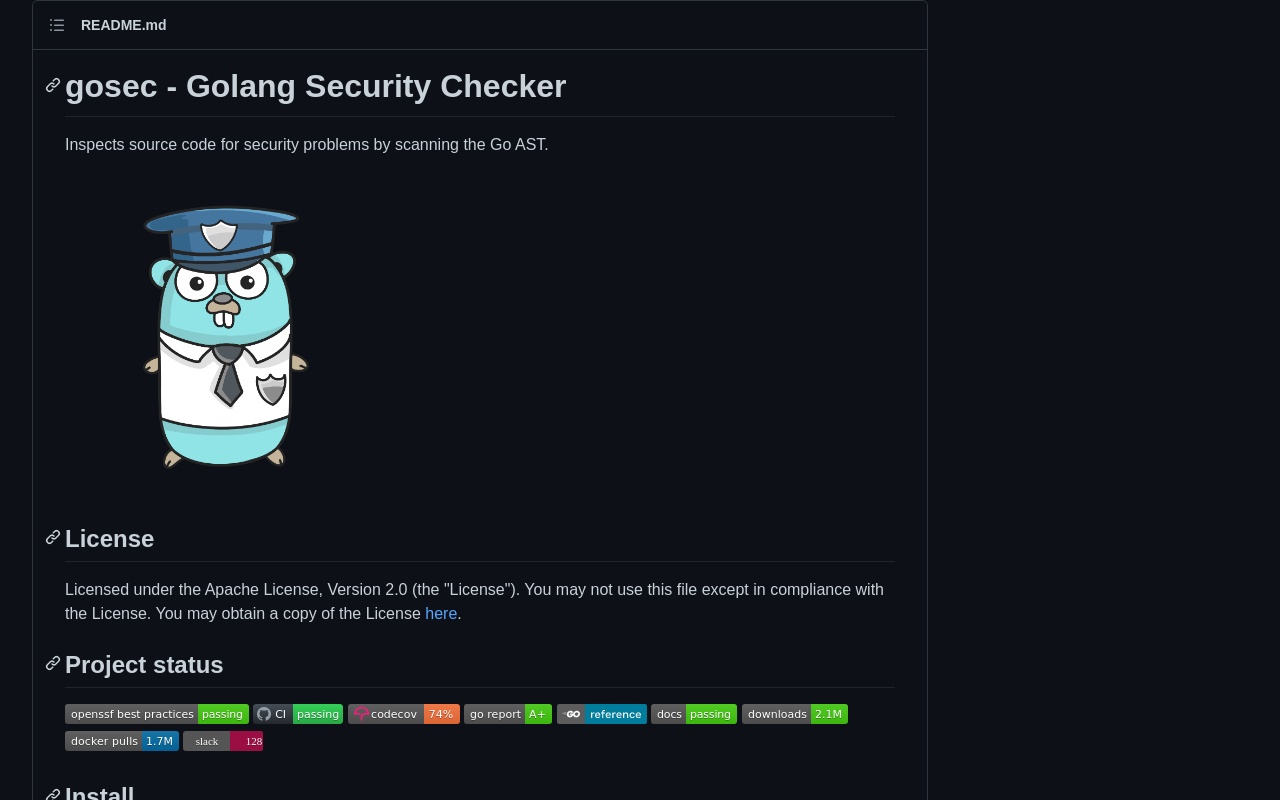 README.md
gosec - Golang Security Checker
Inspects source code for security problems by scanning the Go AST.
License
Licensed under the Apache License, Version 2.0 (the "License"). You may not use this file except in compliance with
the License. You may obtain a copy of the License here.
Project status
openssf best practices passing CI passing codecov 74% go report A+ GO reference docs passing downloads 2.1M
docker pulls 1.7M slack 128
Install